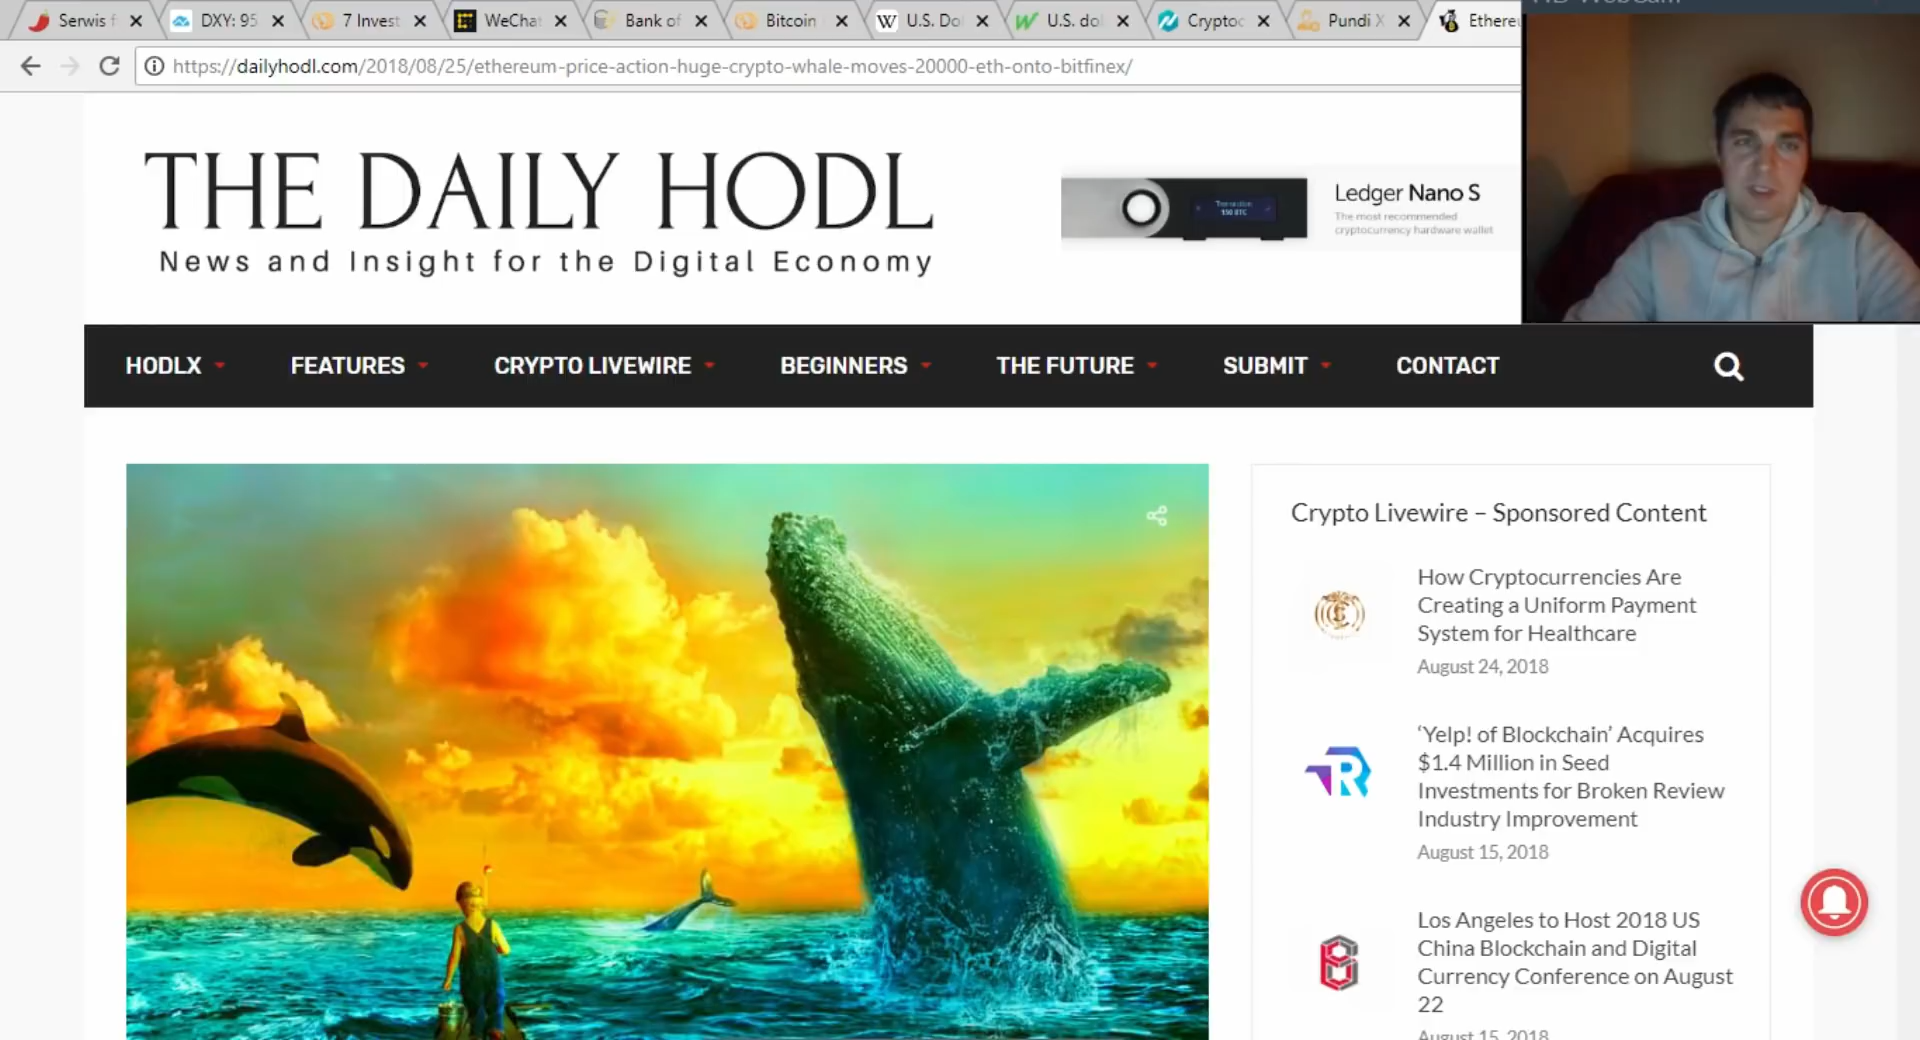 Serwis f
DXY: 95
7 Invest
WeChat
Bank of
Bitcoin
U.S. Do
U.S. dol
Cryptoc
Pundi X
Ethere
https://dailyhodl.com/2018/08/25/ethereum-price-action-huge-crypto-whale-moves-20000-eth-onto-bitfinex/
THE DAILY HODL
News and Insight for the Digital Economy
Ledger Nano S
The most recommended
cryptocurrency hardware wallet
HODLX
FEATURES
CRYPTO LIVEWIRE
BEGINNERS
THE FUTURE
SUBMIT
CONTACT
Crypto Livewire – Sponsored Content
How Cryptocurrencies Are
Creating a Uniform Payment
System for Healthcare
August 24, 2018
‘Yelp! of Blockchain’ Acquires
$1.4 Million in Seed
Investments for Broken Review
Industry Improvement
August 15, 2018
Los Angeles to Host 2018 US
China Blockchain and Digital
Currency Conference on August
22
August 15, 2018